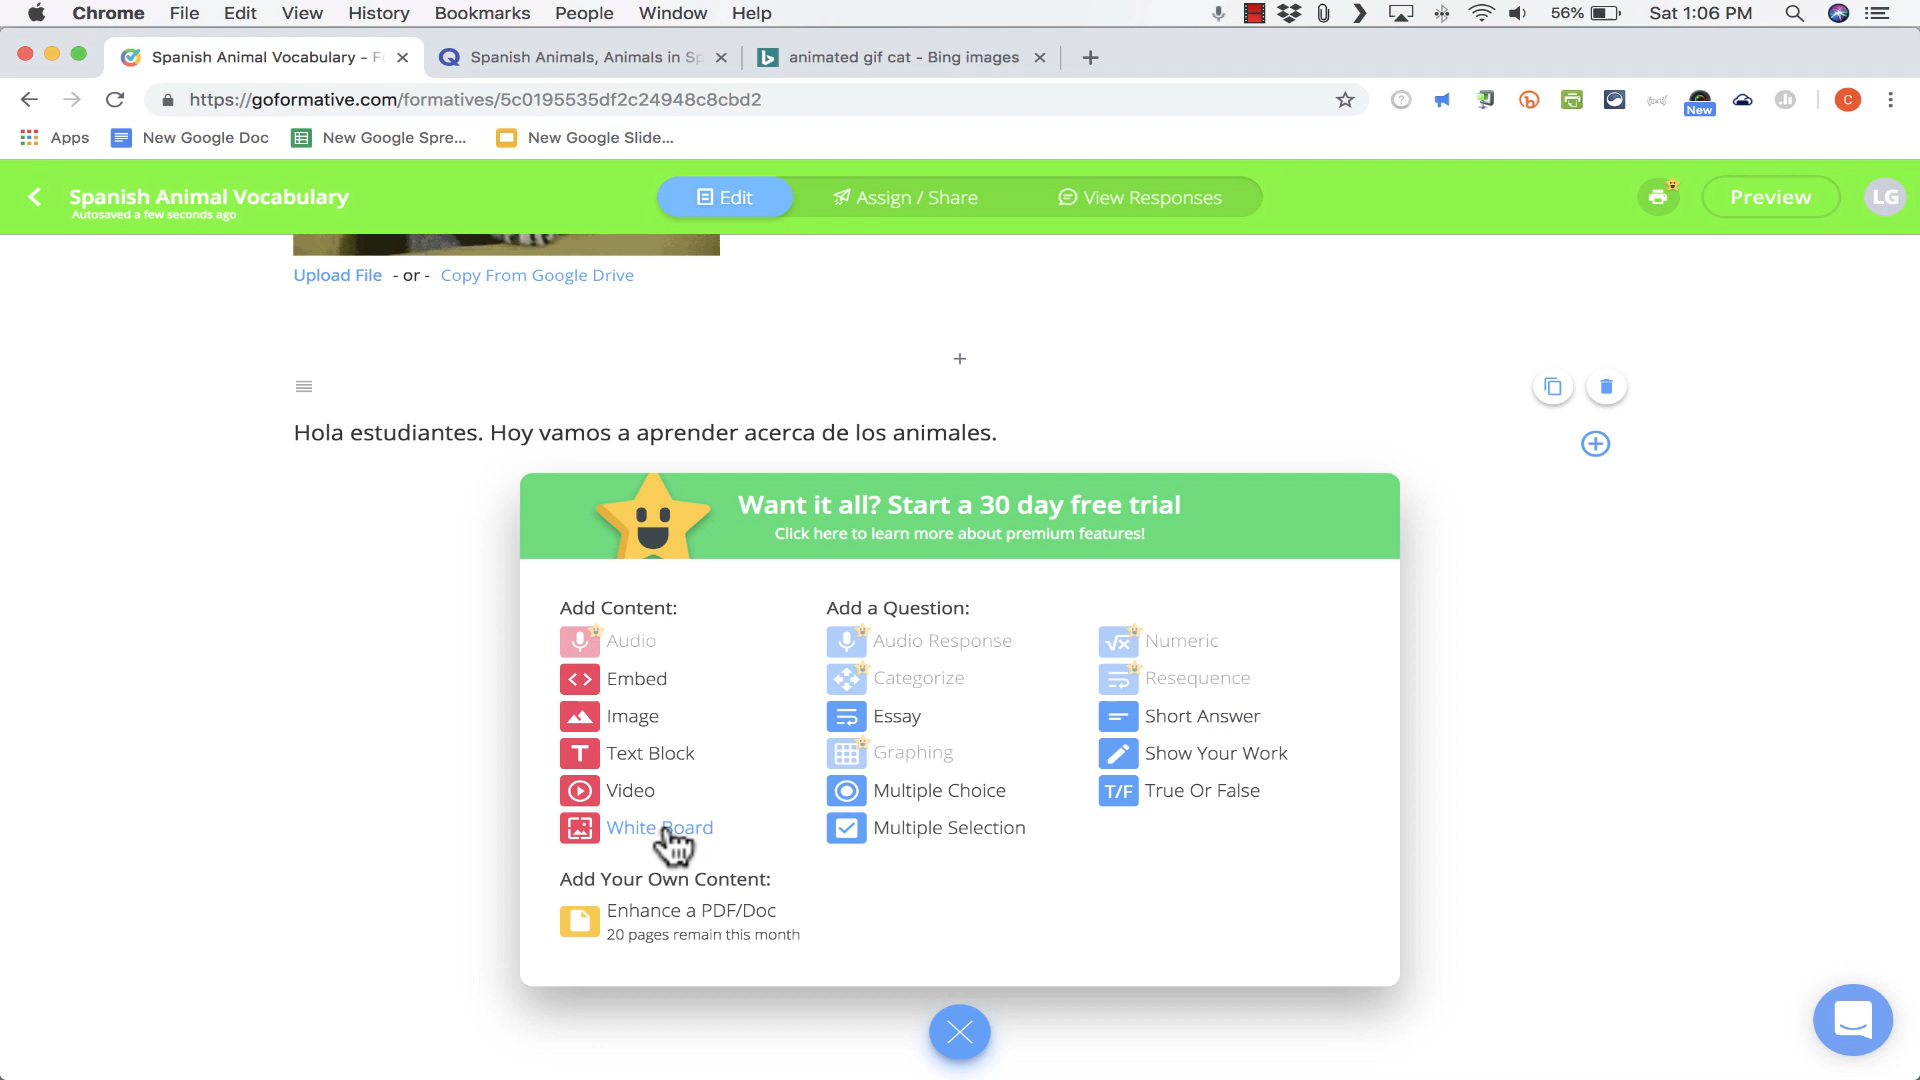 Chrome File Edit View History Bookmarks People Window Help 56% Sat 1:06 PM
Spanish Animal Vocabulary - Fo Spanish Animals, Animals in Sp animated gif cat - Bing images
https://goformative.com/formatives/5c0195535df2c24948c8cbd2 New C
Apps New Google Doc New Google Spre... New Google Slide...
Spanish Animal Vocabulary Edit Assign / Share View Responses Preview LG
Autosaved a few seconds ago
Upload File - or - Copy From Google Drive
Hola estudiantes. Hoy vamos a aprender acerca de los animales.
Want it all? Start a 30 day free trial
Click here to learn more about premium features!
Add Content: Add a Question:
Audio Audio Response Numeric
Embed Categorize Resequence
Image Essay Short Answer
Text Block Graphing Show Your Work
Video Multiple Choice T/F True Or False
White Board Multiple Selection
Add Your Own Content:
Enhance a PDF/Doc
20 pages remain this month